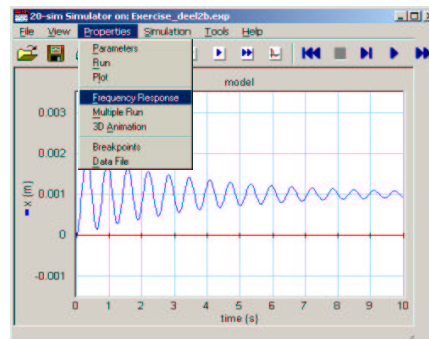 20-sim Simulator on: Exercise_deel2b.exp
File View Properties Simulation Tools Help
Parameters
Run
Plot
Frequency Response
Multiple Run
3D Animation
Breakpoints
Data File
model
0.003
0.002
0.001
0
-0.001
x (m)
0 1 2 3 4 5 6 7 8 9 10
time (s)